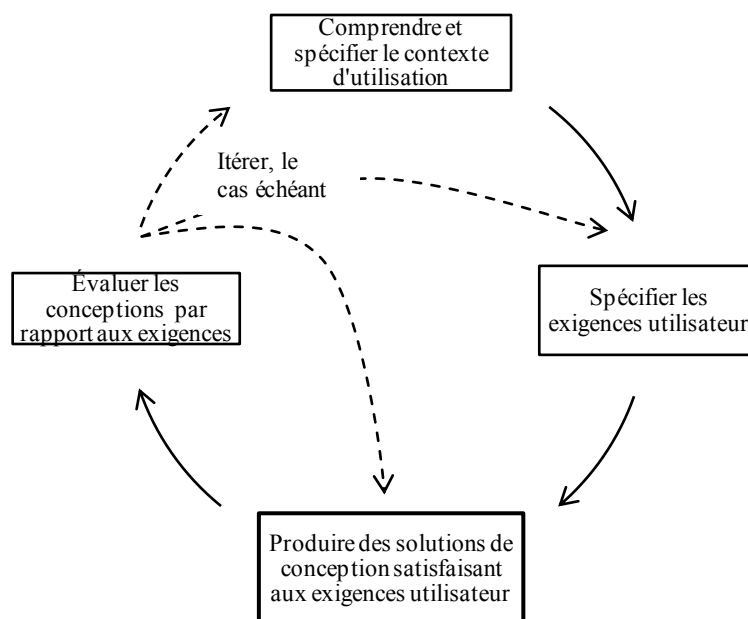 Comprendre et
spécifier le contexte
d'utilisation
Itérer, le
cas échéant
Évaluer les
conceptions par
rapport aux exigences
Spécifier les
exigences utilisateur
Produire des solutions de
conception satisfaisant
aux exigences utilisateur